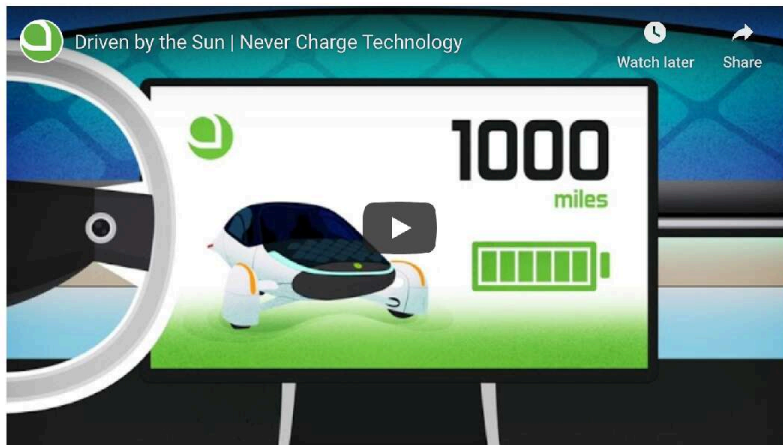 Driven by the Sun | Never Charge Technology
Watch later
Share
1000
miles